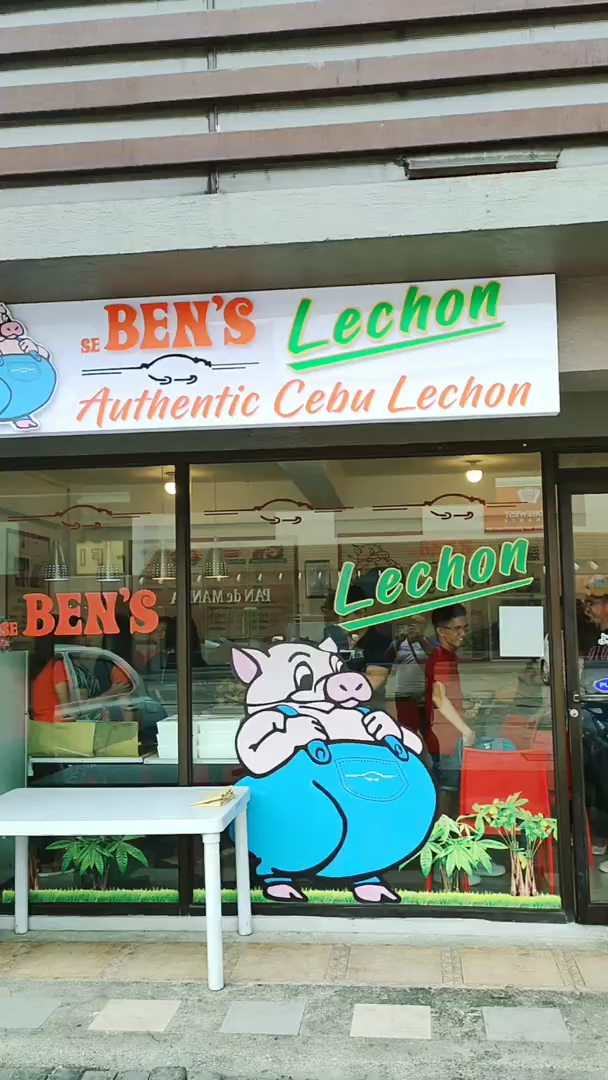 SE BEN'S Lechon
Authentic Cebu Lechon
SE BEN'S
Lechon
PAN de MANILA